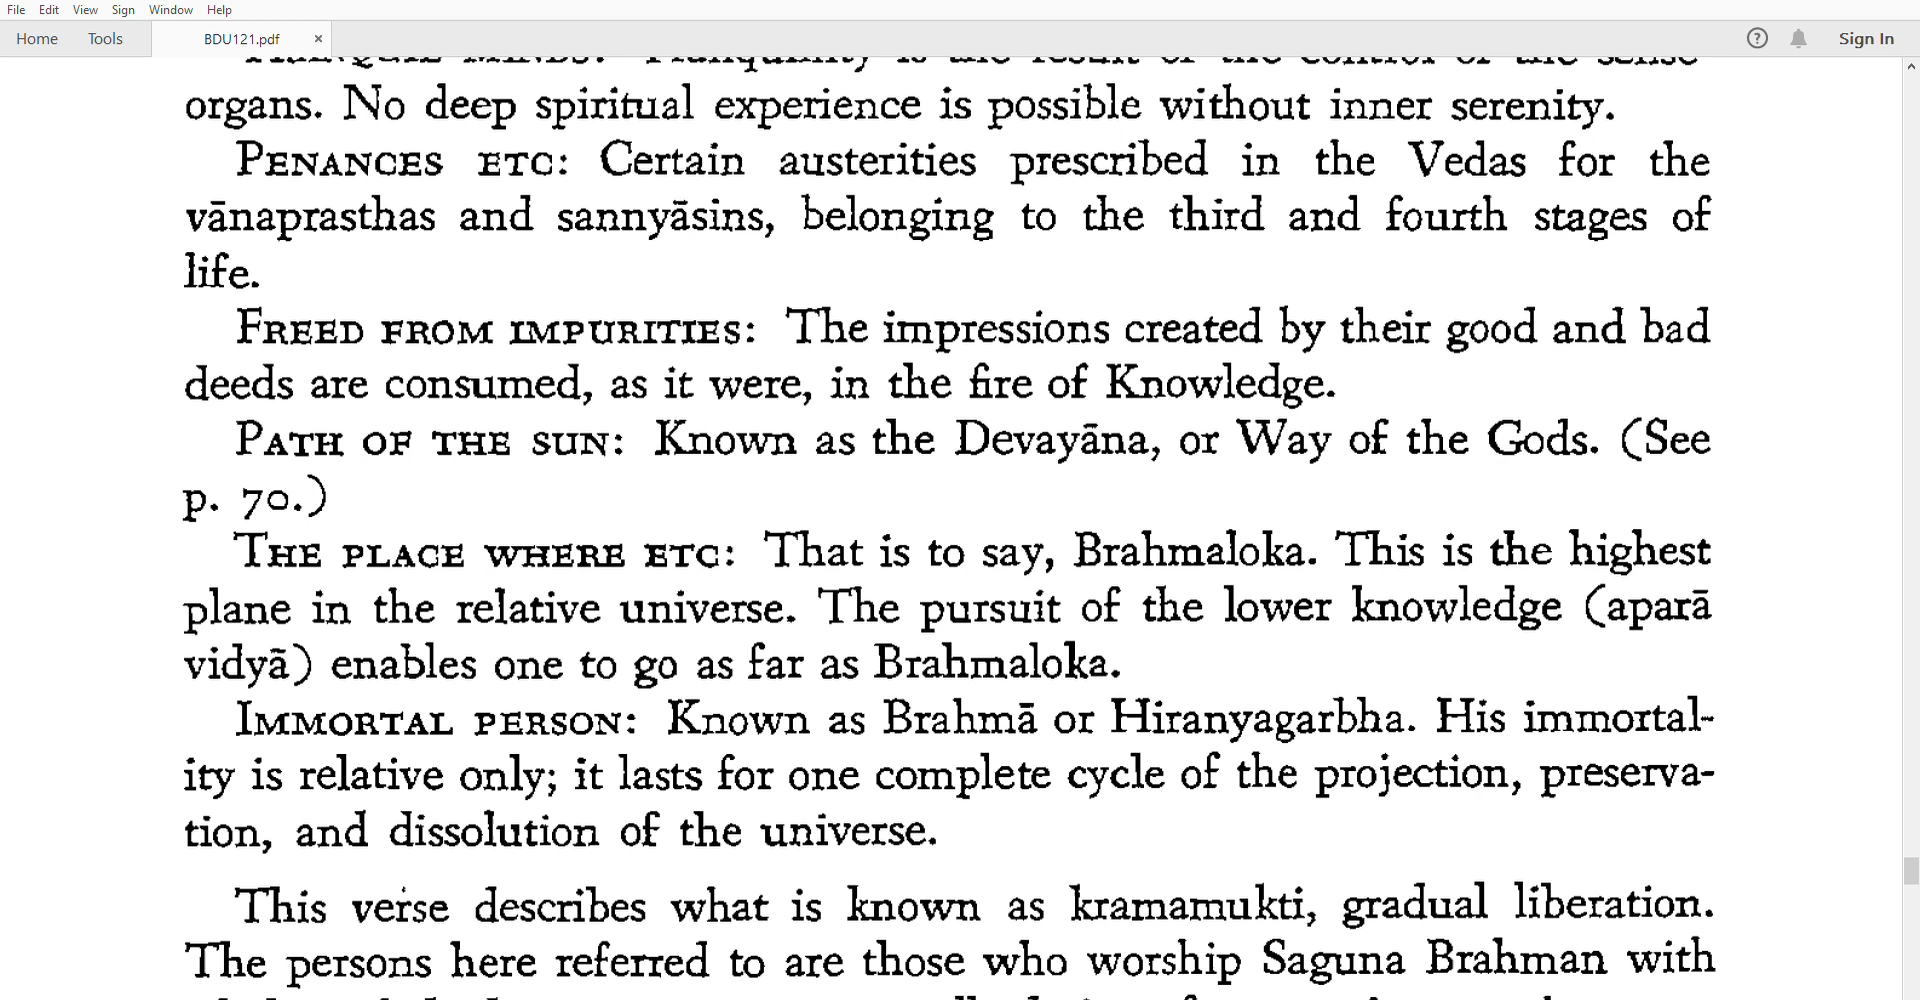 File Edit View Sign Window Help
Home Tools BDU121.pdf × ? Sign In
organs. No deep spiritual experience is possible without inner serenity.
PENANCES ETC: Certain austerities prescribed in the Vedas for the
vānaprasthas and sannyāsins, belonging to the third and fourth stages of
life.
FREED FROM IMPURITIES: The impressions created by their good and bad
deeds are consumed, as it were, in the fire of Knowledge.
PATH OF THE SUN: Known as the Devayāna, or Way of the Gods. (See
p. 70.)
THE PLACE WHERE ETC: That is to say, Brahmaloka. This is the highest
plane in the relative universe. The pursuit of the lower knowledge (aparā
vidyā) enables one to go as far as Brahmaloka.
IMMORTAL PERSON: Known as Brahmā or Hiranyagarbha. His immortal-
ity is relative only; it lasts for one complete cycle of the projection, preserva-
tion, and dissolution of the universe.
This verse describes what is known as kramamukti, gradual liberation.
The persons here referred to are those who worship Saguna Brahman with